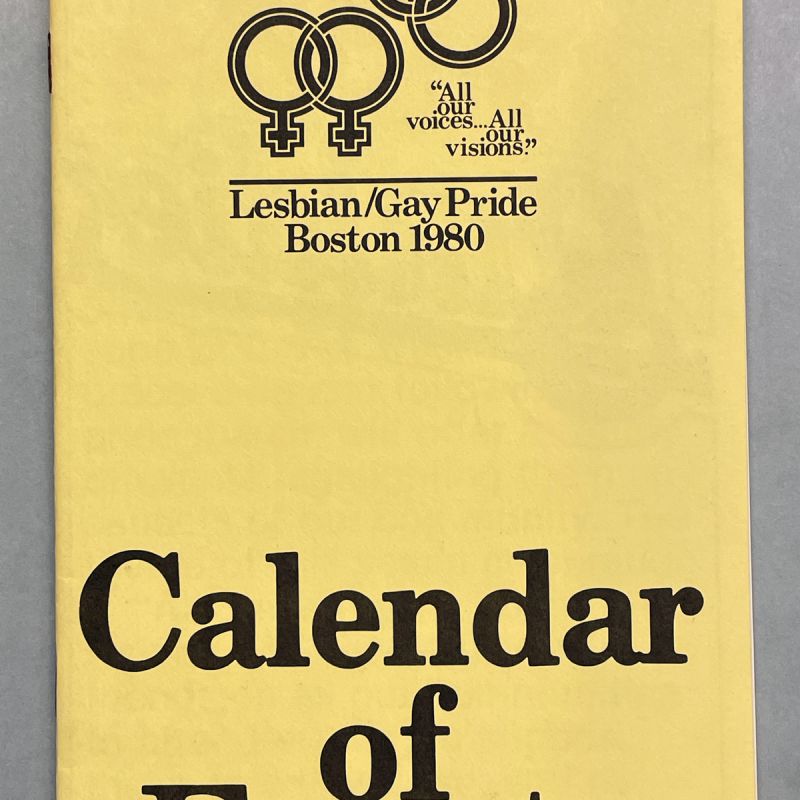 “All
our
voices...All
our
visions.”
Lesbian/Gay Pride
Boston 1980
Calendar
of